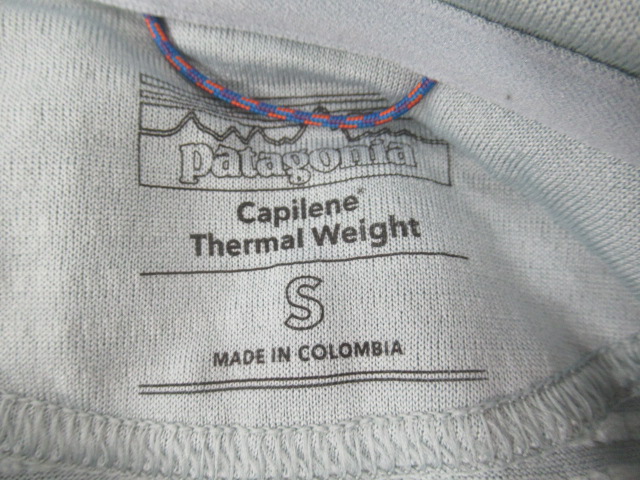 patagonia
Capilene®
Thermal Weight
S
MADE IN COLOMBIA